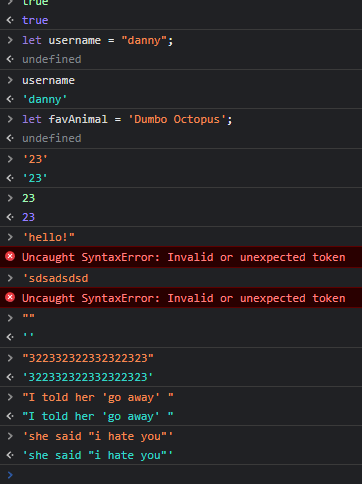 true
true
let username = "danny";
undefined
username
'danny'
let favAnimal = 'Dumbo Octopus';
undefined
'23'
'23'
23
23
'hello!"
Uncaught SyntaxError: Invalid or unexpected token
'sdsadsdsd
Uncaught SyntaxError: Invalid or unexpected token
""
''
"322332322332322323"
'322332322332322323'
"I told her 'go away' "
"I told her 'go away' "
'she said "i hate you"'
'she said "i hate you"'